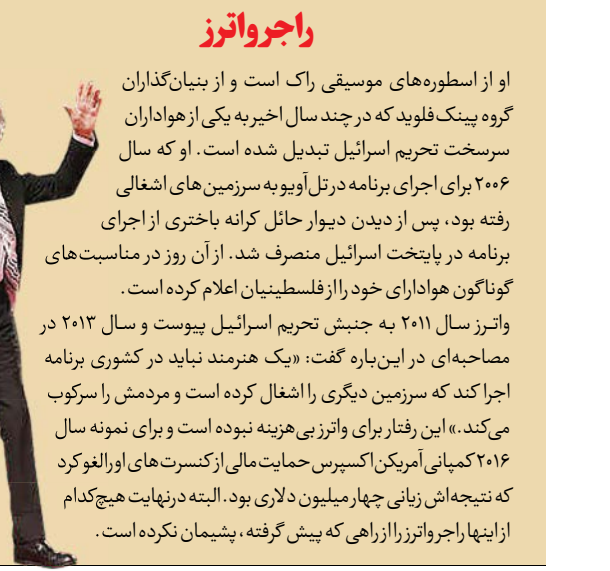 راجر واترز
او از اسطوره‌های موسیقی راک است و از بنیان‌گذاران
گروه پینک‌فلوید که در چند سال اخیر به یکی از هواداران
سرسخت تحریم اسرائیل تبدیل شده است. او که سال
۲۰۰۶ برای اجرای برنامه در تل‌آویو به سرزمین‌های اشغالی
رفته بود، پس از دیدن دیوار حائل کرانه باختری از اجرای
برنامه در پایتخت اسرائیل منصرف شد. از آن روز در مناسبت‌های
گوناگون هوادارای خود را از فلسطینیان اعلام کرده است.
واترز سال ۲۰۱۱ به جنبش تحریم اسرائیل پیوست و سال ۲۰۱۳ در
مصاحبه‌ای در این‌باره گفت: «یک هنرمند نباید در کشوری برنامه
اجرا کند که سرزمین دیگری را اشغال کرده است و مردمش را سرکوب
می‌کند.» این رفتار برای واترز بی‌هزینه نبوده است و برای نمونه سال
۲۰۱۶ کمپانی آمریکن اکسپرس حمایت مالی از کنسرت‌های او را لغو کرد
که نتیجه‌اش زیانی چهار میلیون دلاری بود. البته درنهایت هیچ‌کدام
از اینها راجر واترز را از راهی که پیش گرفته، پشیمان نکرده است.